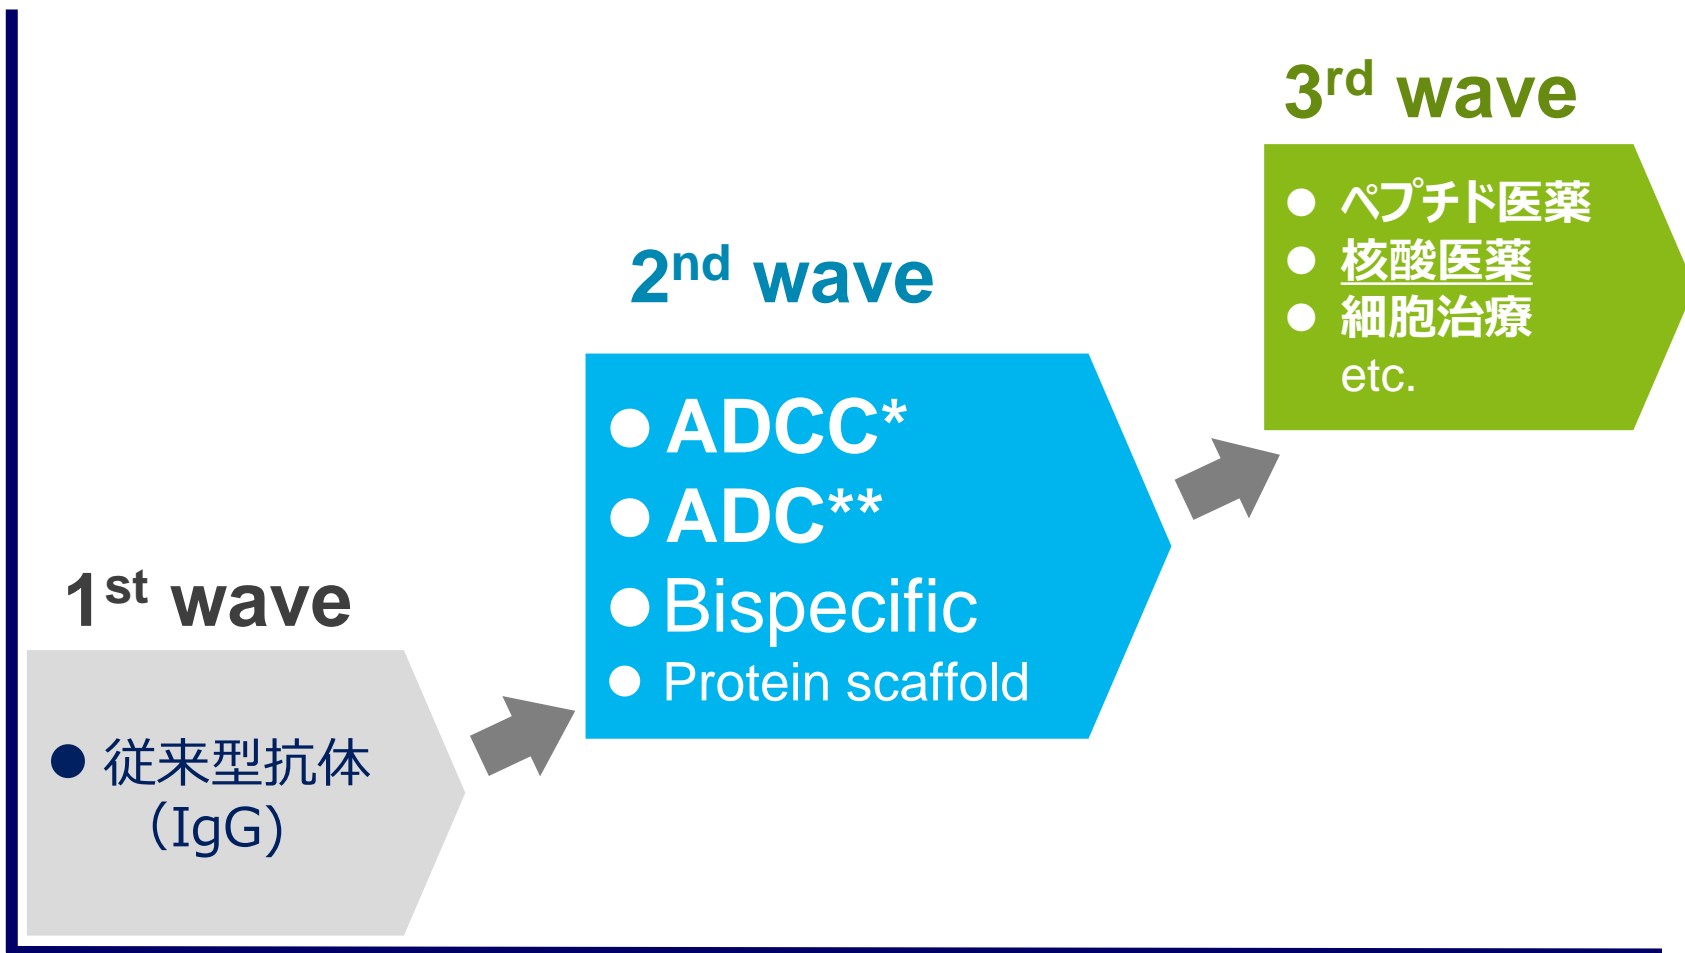 3rd wave
● ペプチド医薬
● 核酸医薬
● 細胞治療
etc.
2nd wave
● ADCC*
● ADC**
● Bispecific
● Protein scaffold
1st wave
● 従来型抗体
（IgG)